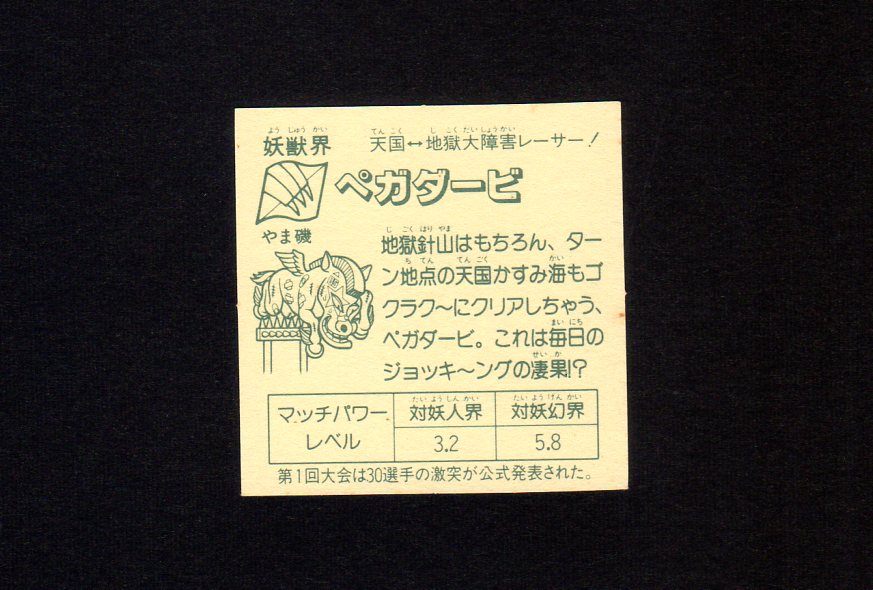 妖獣界
天国↔地獄大障害レーサー!
ペガダービ
やま磯
地獄針山はもちろん、ター
ン地点の天国かすみ海もゴ
クラク〜にクリアしちゃう、
ペガダービ。これは毎日の
ジョッキ〜ングの凄果!?
マッチパワー
レベル
対妖人界
対妖幻界
3.2
5.8
第1回大会は30選手の激突が公式発表された。